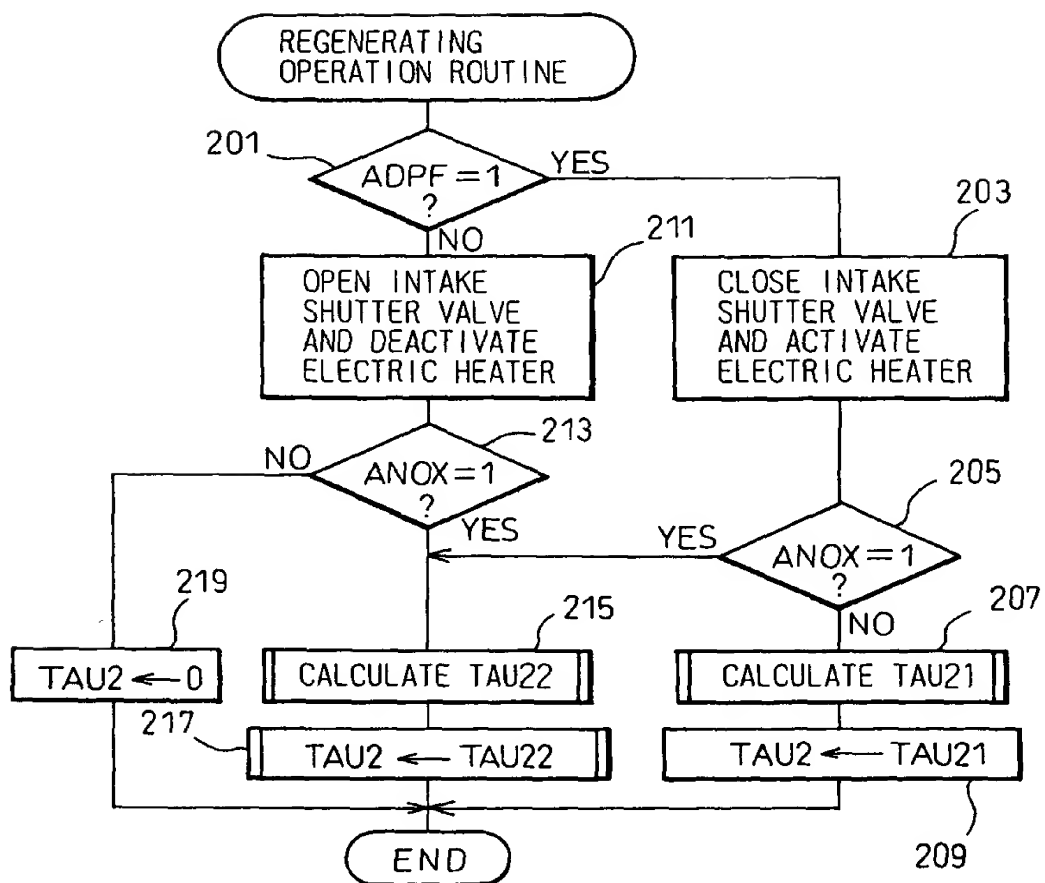 REGENERATING
OPERATION ROUTINE
201
ADPF=1
?
YES
NO
211
203
OPEN INTAKE
SHUTTER VALVE
AND DEACTIVATE
ELECTRIC HEATER
CLOSE INTAKE
SHUTTER VALVE
AND ACTIVATE
ELECTRIC HEATER
213
NO
ANOX=1
?
YES
205
YES
ANOX=1
?
NO
219
TAU2 ← 0
215
CALCULATE TAU22
207
CALCULATE TAU21
217
TAU2 ← TAU22
TAU2 ← TAU21
209
END